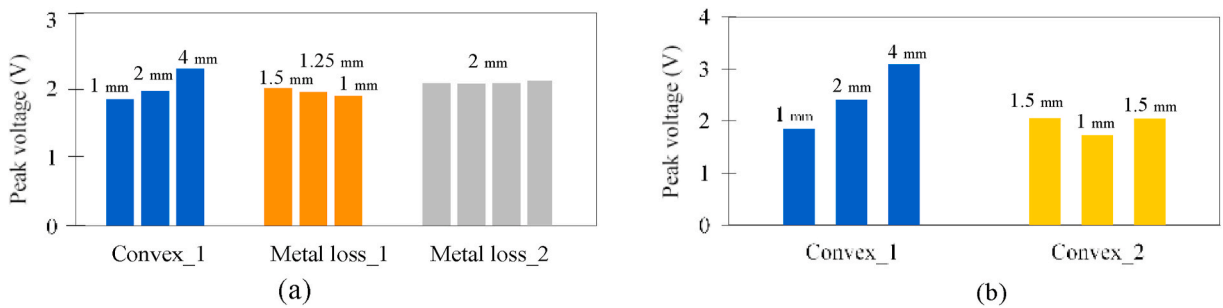 3
2
1
0
Peak voltage (V)
1 mm
2 mm
4 mm
1.5 mm
1.25 mm
1 mm
2 mm
Convex_1
Metal loss_1
Metal loss_2
(a)
4
3
2
1
0
Peak voltage (V)
1 mm
2 mm
4 mm
1.5 mm
1 mm
1.5 mm
Convex_1
Convex_2
(b)